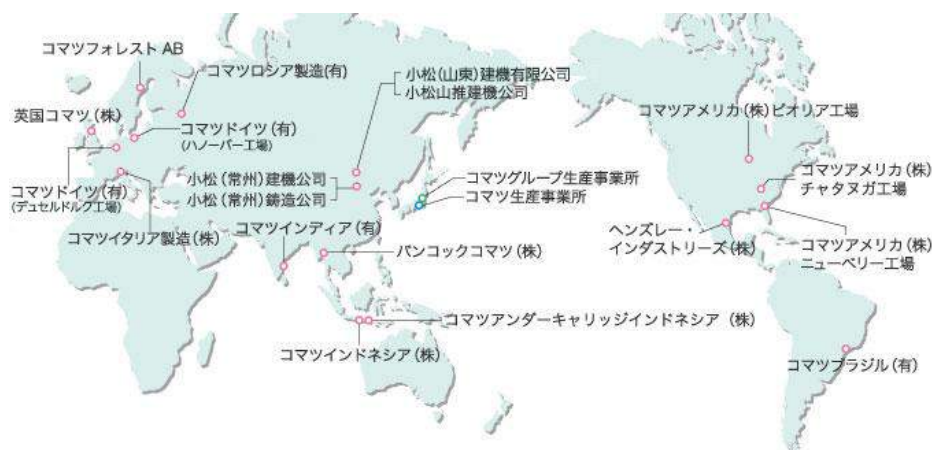 コマツフォレストAB
コマツロシア製造(有)
小松(山東)建機有限公司
小松山推建機公司
英国コマツ(株)
コマツドイツ(有)
(ハノーバー工場)
コマツアメリカ(株)ピオリア工場
コマツドイツ(有)
(デュセルドルフ工場)
小松(常州)建機公司
小松(常州)鋳造公司
コマツグループ生産事業所
コマツ生産事業所
コマツアメリカ(株)
チャタヌガ工場
コマツイタリア製造(株)
コマツインディア(有)
バンコックコマツ(株)
ヘンズレー・
インダストリーズ(株)
コマツアメリカ(株)
ニューベリー工場
コマツアンダーキャリッジインドネシア(株)
コマツインドネシア(株)
コマツブラジル(有)